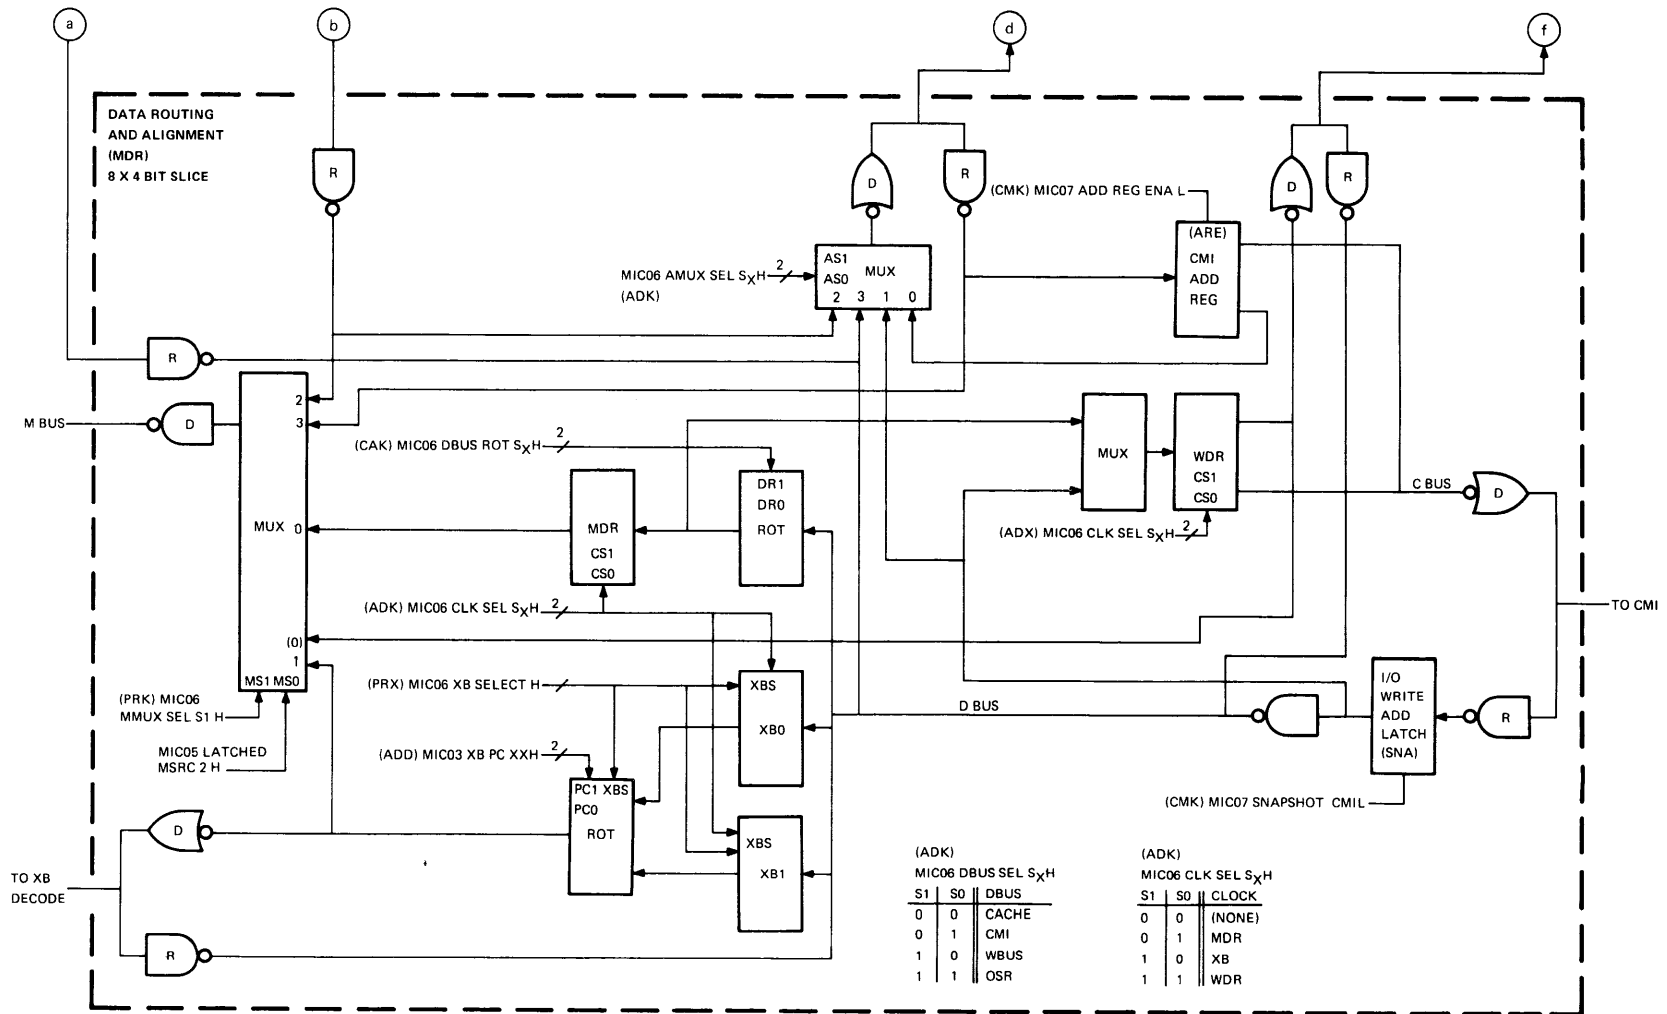 a
b
d
f
DATA ROUTING
AND ALIGNMENT
(MDR)
8 X 4 BIT SLICE
R
D
R
D
R
(CMK) MIC07 ADD REG ENA L
(ARE)
CMI
ADD
REG
MIC06 AMUX SEL SXH
(ADK)
2
AS1
AS0
MUX
2 3 1 0
R
M BUS
D
2
3
MUX 0
(0)
1
MS1 MS0
(CAK) MIC06 DBUS ROT SXH
2
DR1
DR0
ROT
MDR
CS1
CS0
MUX
WDR
CS1
CS0
C BUS
D
(ADX) MIC06 CLK SEL SXH
2
(ADK) MIC06 CLK SEL SXH
2
TO CMI
(PRX) MIC06 XB SELECT H
XBS
XB0
D BUS
I/O
WRITE
ADD
LATCH
(SNA)
R
(PRK) MIC06
MMUX SEL S1 H
MIC05 LATCHED
MSRC 2 H
(ADD) MIC03 XB PC XXH
2
PC1 XBS
PC0
ROT
(CMK) MIC07 SNAPSHOT CMIL
D
XBS
XB1
TO XB
DECODE
R
(ADK)
MIC06 DBUS SEL SXH
S1 S0 DBUS
0 0 CACHE
0 1 CMI
1 0 WBUS
1 1 OSR
(ADK)
MIC06 CLK SEL SXH
S1 S0 CLOCK
0 0 (NONE)
0 1 MDR
1 0 XB
1 1 WDR